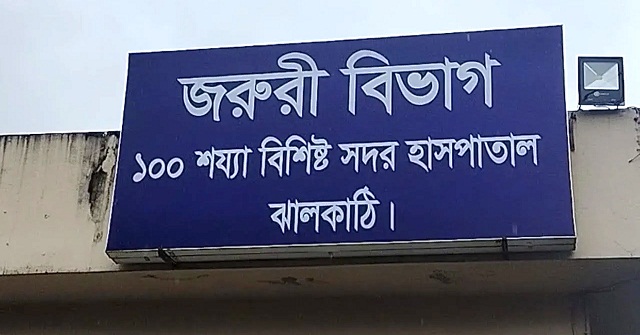 জরুরী বিভাগ
১০০ শয্যা বিশিষ্ট সদর হাসপাতাল
ঝালকাঠি।